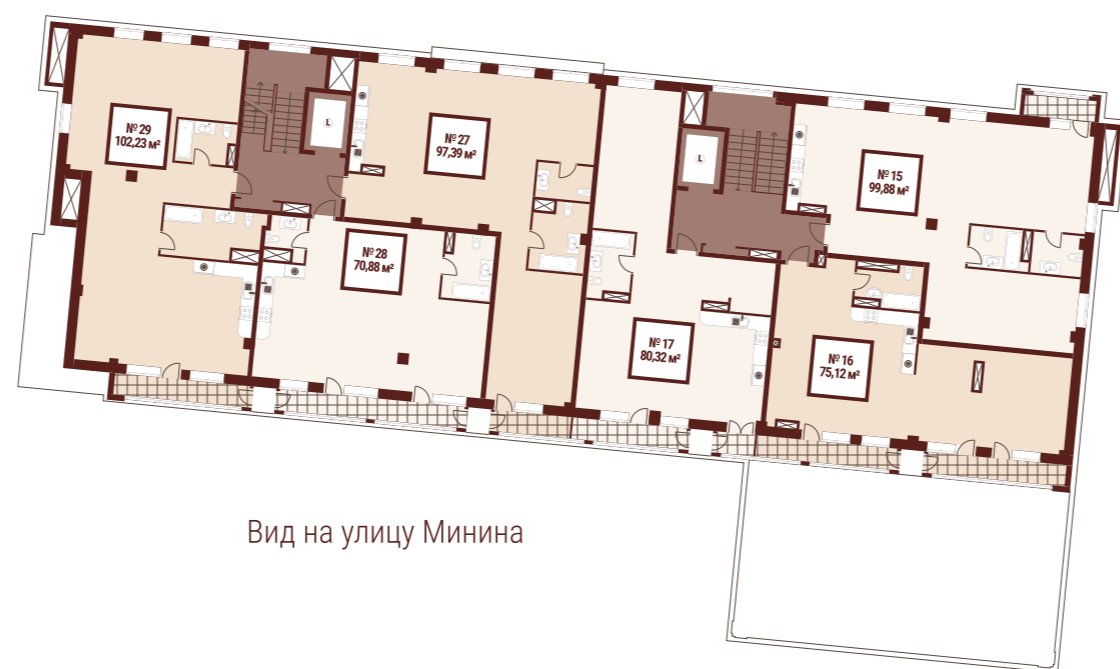 № 29
102,23 м²
L
№ 27
97,39 м²
L
№ 15
99,88 м²
№ 28
70,88 м²
№ 17
80,32 м²
№ 16
75,12 м²
Вид на улицу Минина